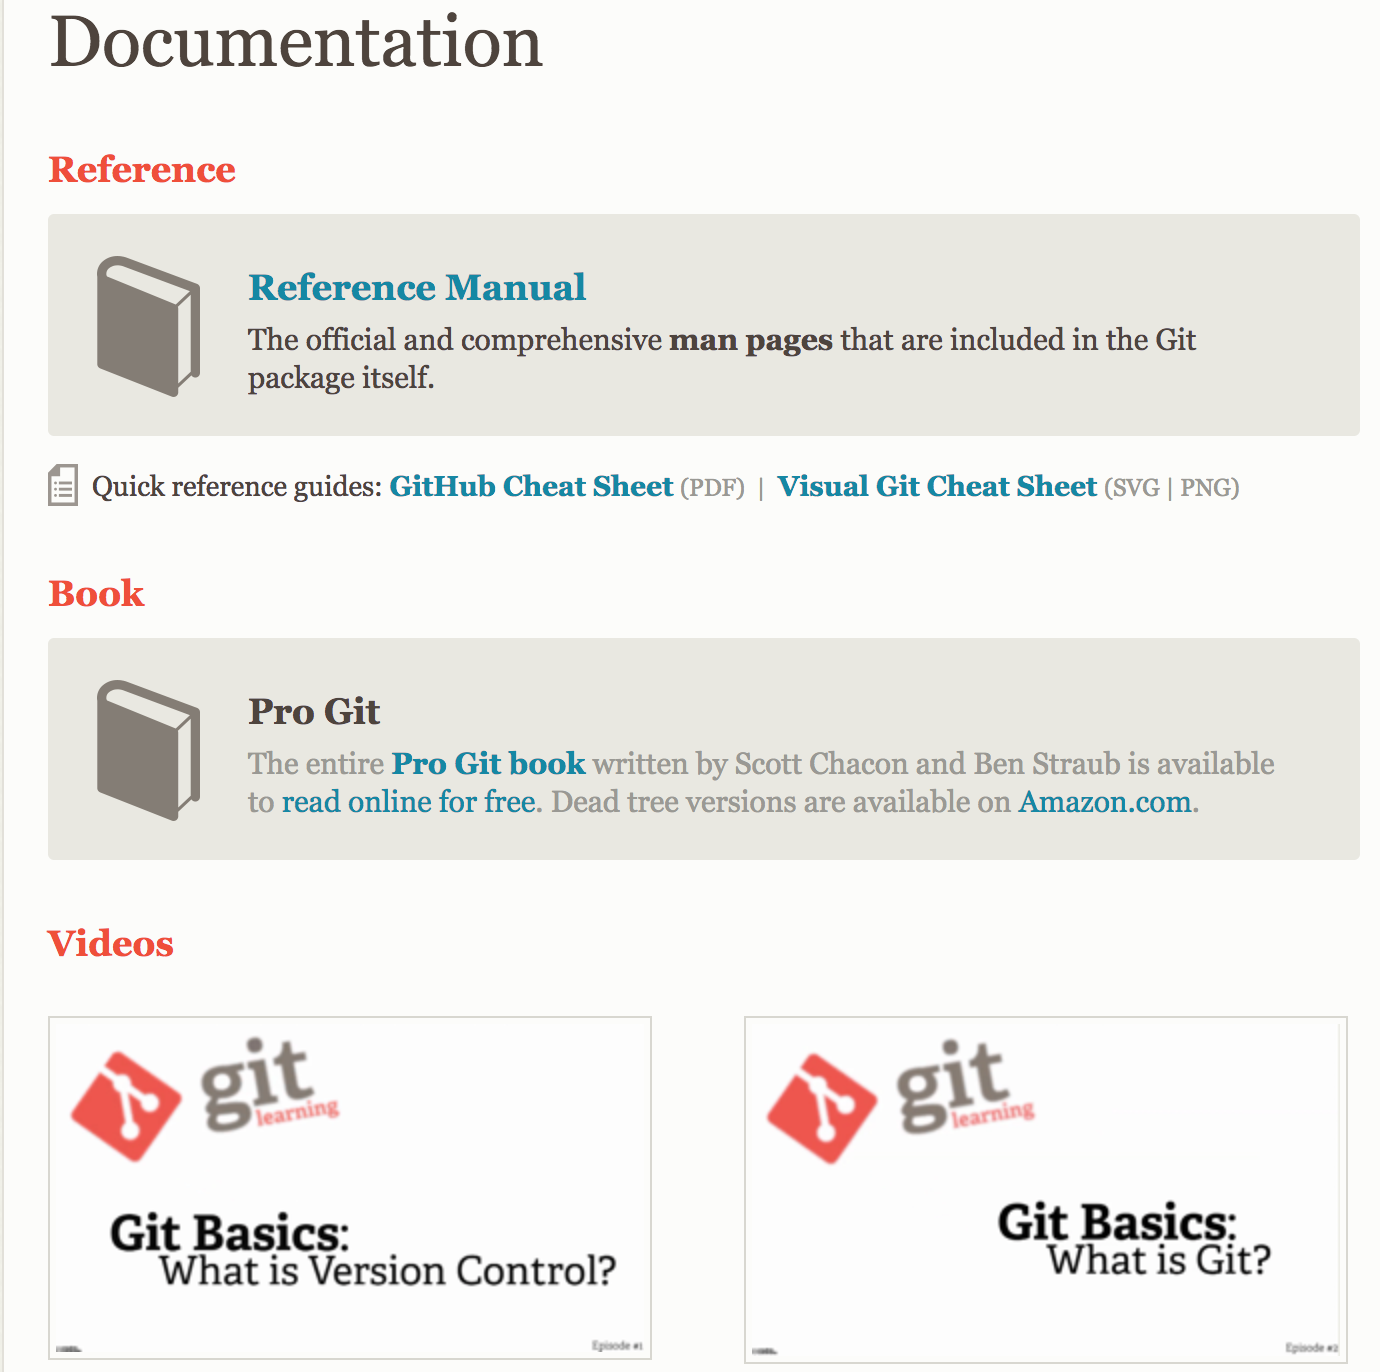 Documentation
Reference
Reference Manual
The official and comprehensive man pages that are included in the Git
package itself.
Quick reference guides: GitHub Cheat Sheet (PDF) | Visual Git Cheat Sheet (SVG | PNG)
Book
Pro Git
The entire Pro Git book written by Scott Chacon and Ben Straub is available
to read online for free. Dead tree versions are available on Amazon.com.
Videos
git
learning
Git Basics:
What is Version Control?
Episode #1
git
learning
Git Basics:
What is Git?
Episode #2